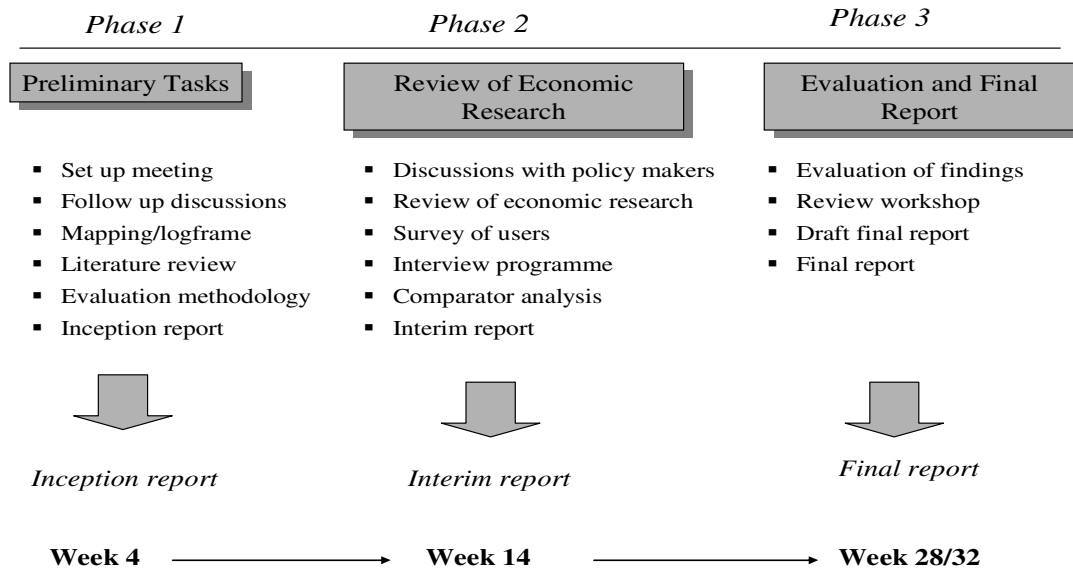 Phase 1
Phase 2
Phase 3
Preliminary Tasks
▪ Set up meeting
▪ Follow up discussions
▪ Mapping/logframe
▪ Literature review
▪ Evaluation methodology
▪ Inception report
Inception report
Week 4
Review of Economic
Research
▪ Discussions with policy makers
▪ Review of economic research
▪ Survey of users
▪ Interview programme
▪ Comparator analysis
▪ Interim report
Interim report
Week 14
Evaluation and Final
Report
▪ Evaluation of findings
▪ Review workshop
▪ Draft final report
▪ Final report
Final report
Week 28/32